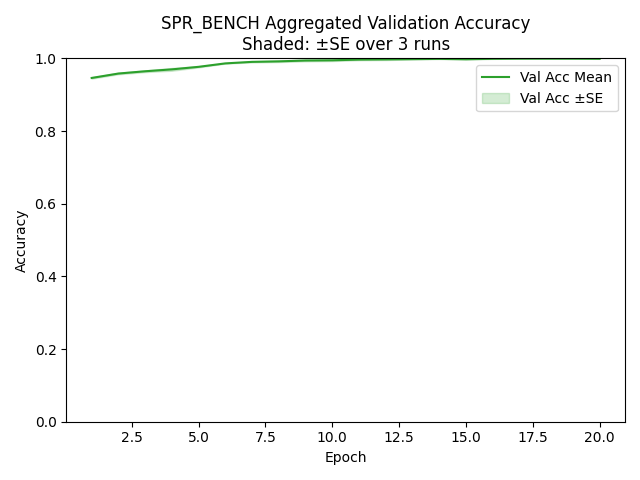 SPR_BENCH Aggregated Validation Accuracy
Shaded: ±SE over 3 runs
Val Acc Mean
Val Acc ±SE
1.0
0.8
0.6
0.4
0.2
0.0
Accuracy
2.5 5.0 7.5 10.0 12.5 15.0 17.5 20.0
Epoch